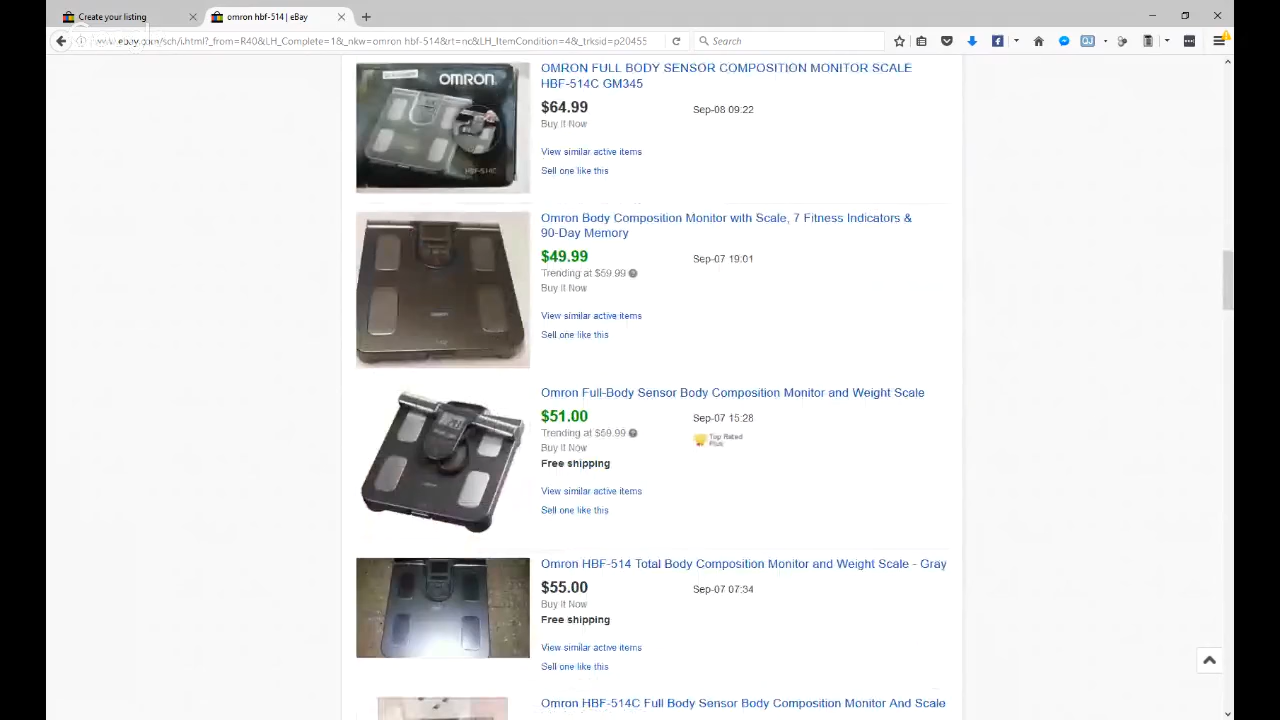 Create your listing
omron hbf-514 | eBay
www.ebay.com/sch/i.html?_from=R40&LH_Complete=1&_nkw=omron hbf-514&rt=nc&LH_ItemCondition=4&_trksid=p20455
Search
OMRON
HBF-514C
OMRON FULL BODY SENSOR COMPOSITION MONITOR SCALE
HBF-514C GM345
$64.99
Sep-08 09:22
Buy It Now
View similar active items
Sell one like this
Omron Body Composition Monitor with Scale, 7 Fitness Indicators &
90-Day Memory
$49.99
Sep-07 19:01
Trending at $59.99
Buy It Now
View similar active items
Sell one like this
Omron Full-Body Sensor Body Composition Monitor and Weight Scale
$51.00
Sep-07 15:28
Trending at $59.99
Top Rated
Plus
Buy It Now
Free shipping
View similar active items
Sell one like this
Omron HBF-514 Total Body Composition Monitor and Weight Scale - Gray
$55.00
Sep-07 07:34
Buy It Now
Free shipping
View similar active items
Sell one like this
Omron HBF-514C Full Body Sensor Body Composition Monitor And Scale